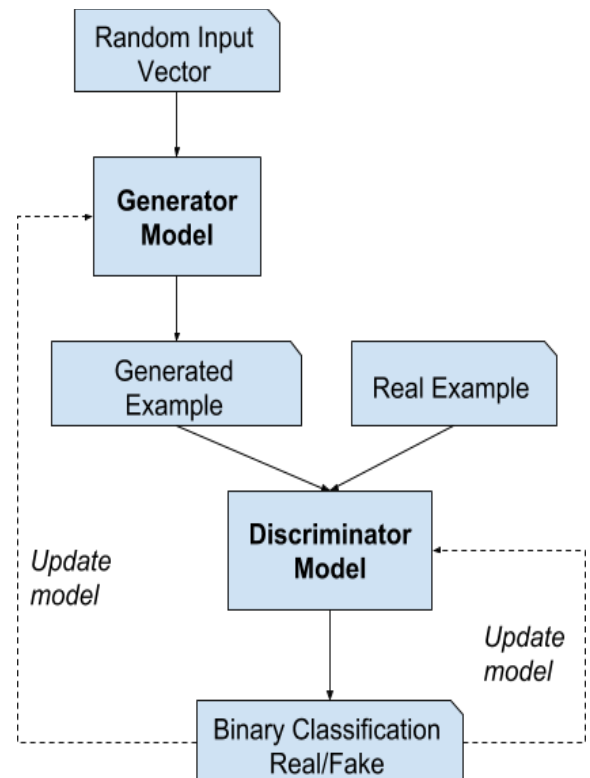 Random Input
Vector
Generator
Model
Generated
Example
Real Example
Discriminator
Model
Update
model
Update
model
Binary Classification
Real/Fake